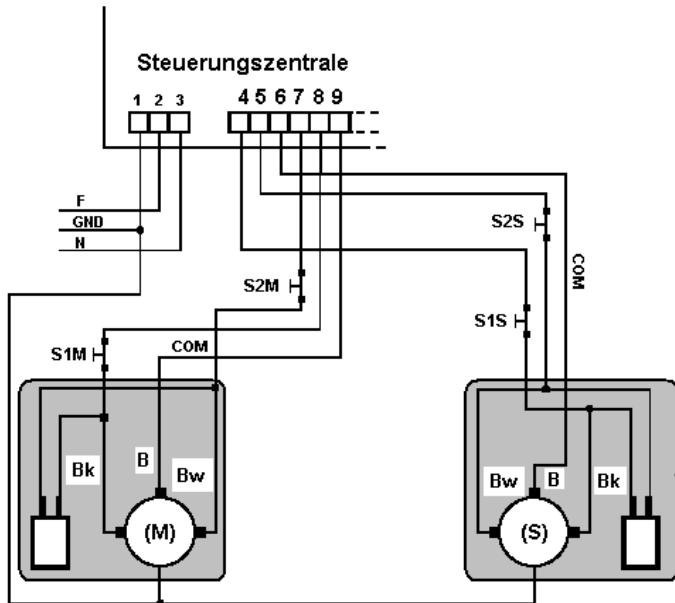 Steuerungszentrale
1 2 3 4 5 6 7 8 9
F
GND
N
S2S
COM
S2M
S1S
COM
S1M
Bk
B
Bw
(M)
Bw
B
Bk
(S)